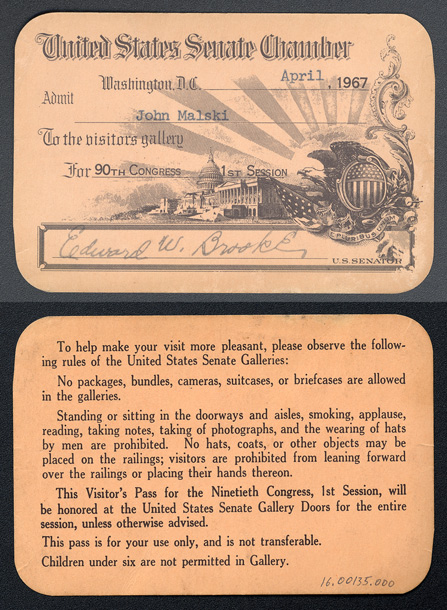 United States Senate Chamber
Washington, D.C. April, 1967
Admit
John Malski
To the visitors gallery
For 90TH CONGRESS 1ST SESSION
PLURIBUS
Edward W. Brooke
U.S. SENATOR
To help make your visit more pleasant, please observe the follow-
ing rules of the United States Senate Galleries:
No packages, bundles, cameras, suitcases, or briefcases are allowed
in the galleries.
Standing or sitting in the doorways and aisles, smoking, applause,
reading, taking notes, taking of photographs, and the wearing of hats
by men are prohibited. No hats, coats, or other objects may be
placed on the railings; visitors are prohibited from leaning forward
over the railings or placing their hands thereon.
This Visitor's Pass for the Ninetieth Congress, 1st Session, will
be honored at the United States Senate Gallery Doors for the entire
session, unless otherwise advised.
This pass is for your use only, and is not transferable.
Children under six are not permitted in Gallery.
16.00135.000